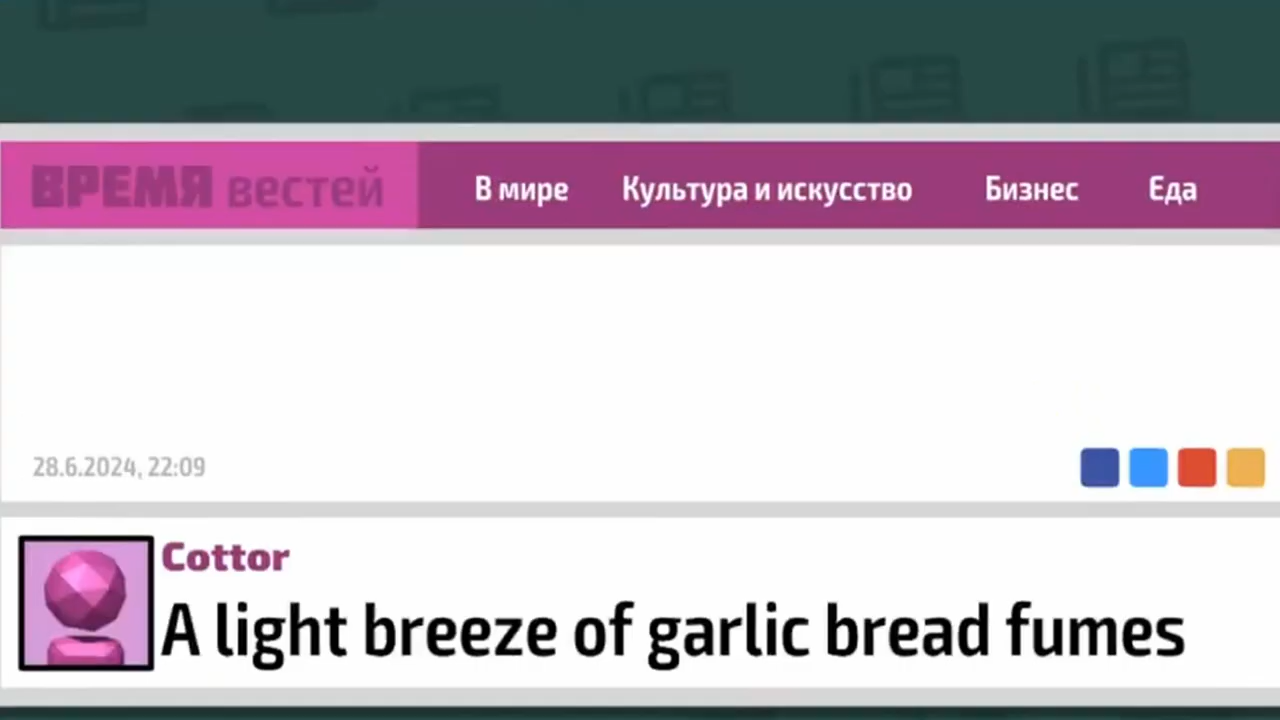 ВРЕМЯ вестей
В мире Культура и искусство Бизнес Еда
28.6.2024, 22:09
Cottor
A light breeze of garlic bread fumes